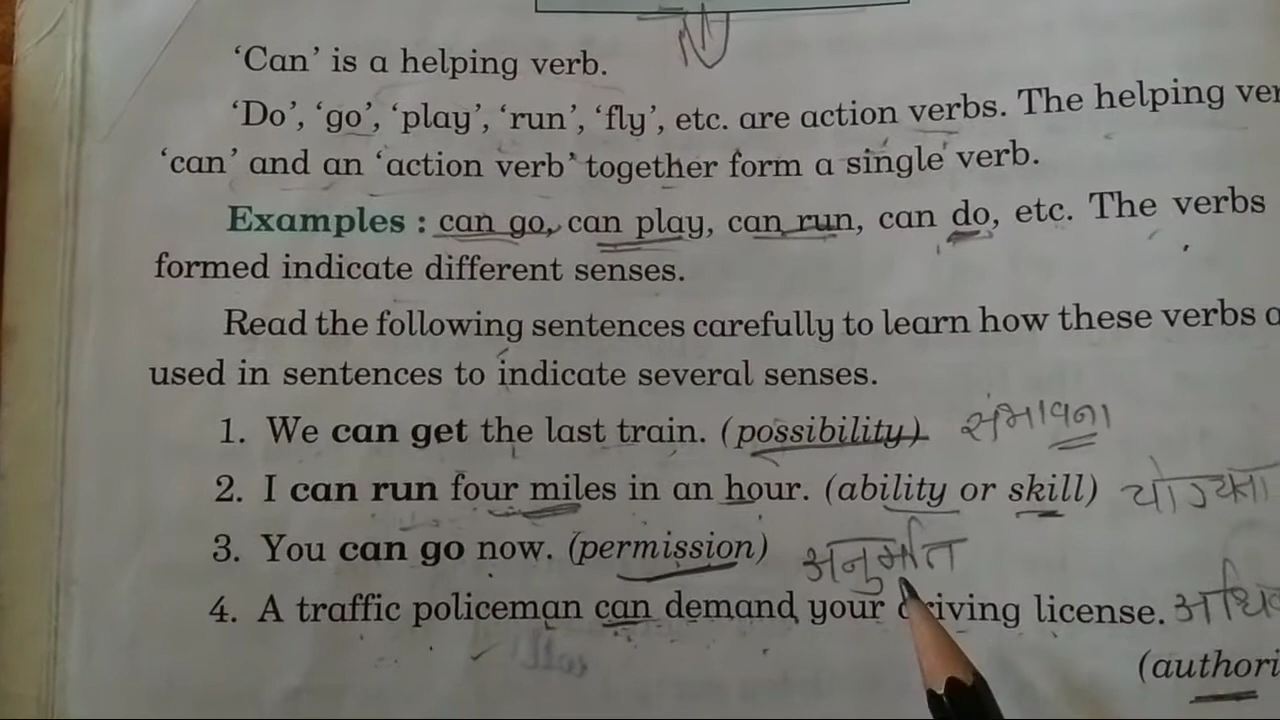 'Can' is a helping verb.
'Do', 'go', 'play', 'run', 'fly', etc. are action verbs. The helping
'can' and an 'action verb' together form a single verb.
Examples : can go, can play, can run, can do, etc. The verbs
formed indicate different senses.
Read the following sentences carefully to learn how these verbs
used in sentences to indicate several senses.
1. We can get the last train. (possibility) संभावना
2. I can run four miles in an hour. (ability or skill) योग्यता
3. You can go now. (permission) अनुमति
4. A traffic policeman can demand your driving license.